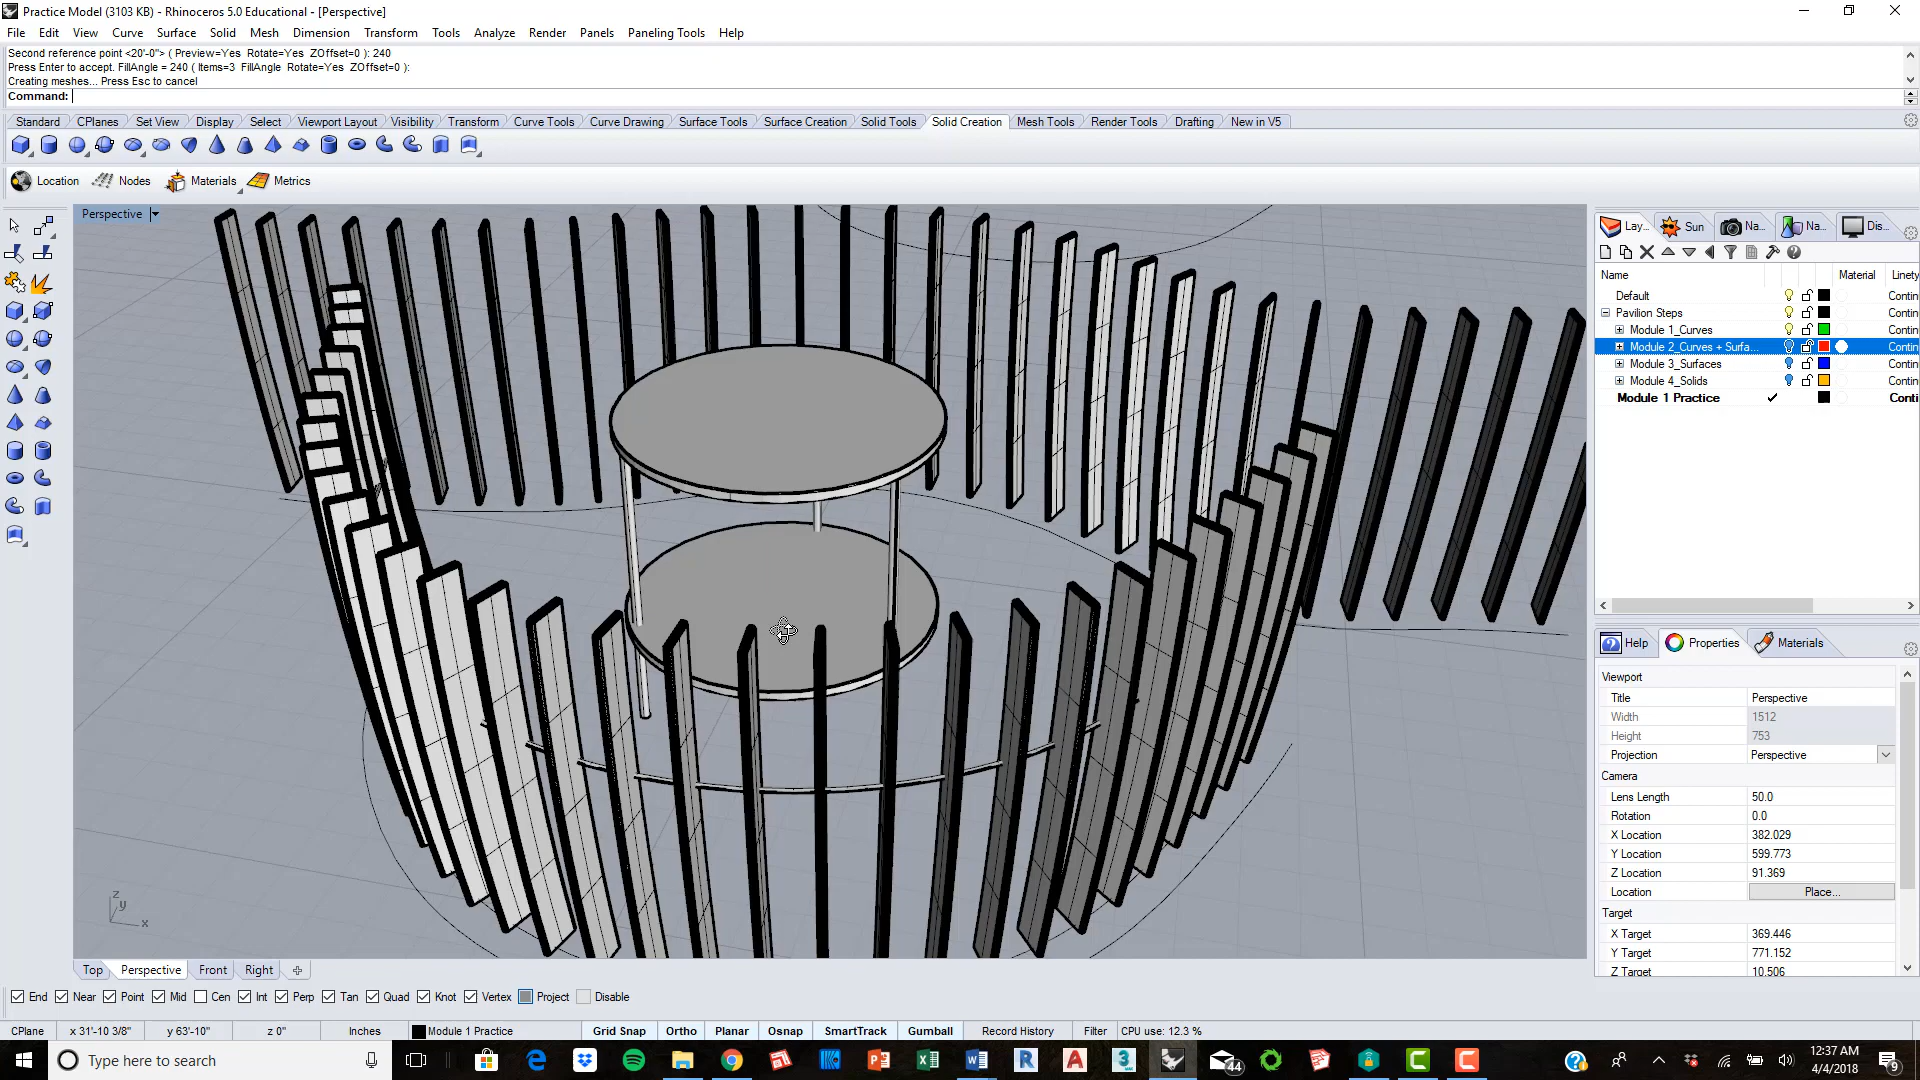 Practice Model (3103 KB) - Rhinoceros 5.0 Educational - [Perspective]
File Edit View Curve Surface Solid Mesh Dimension Transform Tools Analyze Render Panels Paneling Tools Help
Second reference point <20'-0"> ( Preview=Yes Rotate=Yes ZOffset=0 ): 240
Press Enter to accept. FillAngle = 240 ( Items=3 FillAngle Rotate=Yes ZOffset=0 ):
Creating meshes... Press Esc to cancel
Command:
Standard CPlanes Set View Display Select Viewport Layout Visibility Transform Curve Tools Curve Drawing Surface Tools Surface Creation Solid Tools Solid Creation Mesh Tools Render Tools Drafting New in V5
Location Nodes Materials Metrics
Perspective
Lay... Sun Na... Na... Dis...
Name Material Linety
Default Contin
Pavilion Steps Contin
Module 1_Curves Contin
Module 2_Curves + Surfa... Contin
Module 3_Surfaces Contin
Module 4_Solids Contin
Module 1 Practice Conti
Help Properties Materials
Viewport
Title Perspective
Width 1512
Height 753
Projection Perspective
Camera
Lens Length 50.0
Rotation 0.0
X Location 382.029
Y Location 599.773
Z Location 91.369
Location Place...
Target
X Target 369.446
Y Target 771.152
Z Target 10.506
z
y
x
Top Perspective Front Right
End Near Point Mid Cen Int Perp Tan Quad Knot Vertex Project Disable
CPlane x 31'-10 3/8" y 63'-10" z 0" Inches Module 1 Practice Grid Snap Ortho Planar Osnap SmartTrack Gumball Record History Filter CPU use: 12.3 %
Type here to search
44
12:37 AM
4/4/2018
9